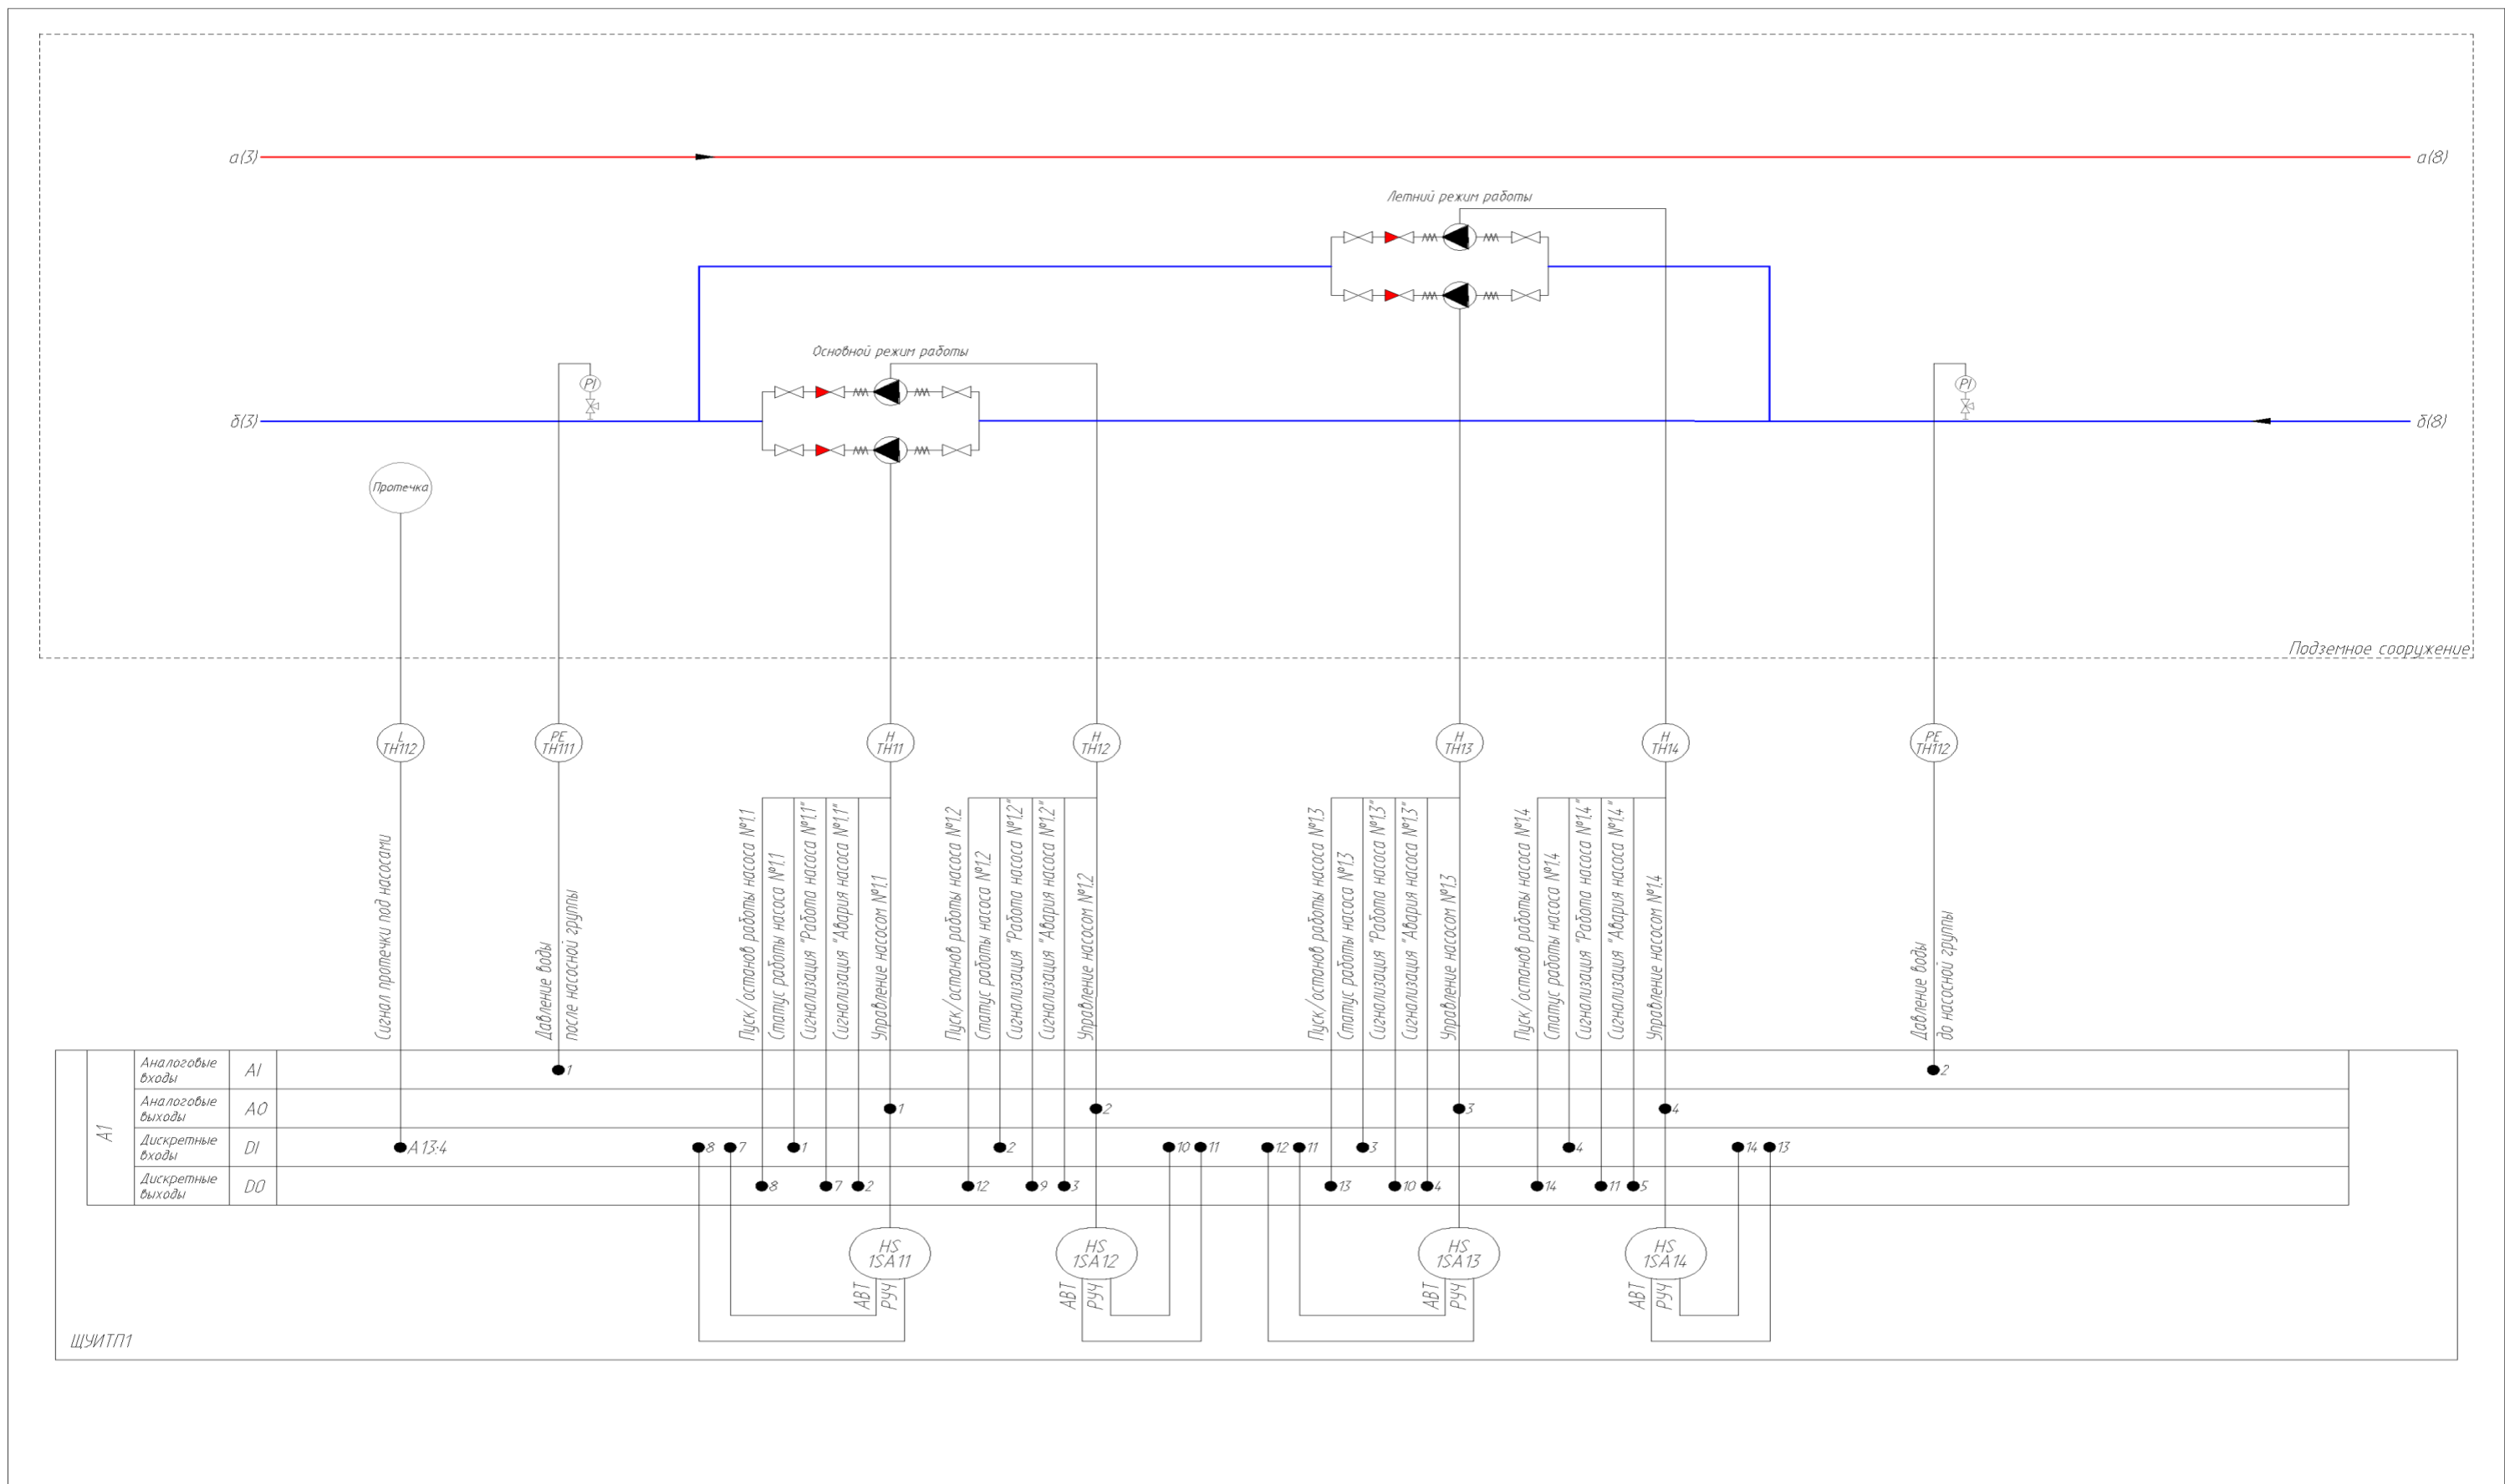 а(3)
а(8)
Летний режим работы
Основной режим работы
PI
PI
б(3)
б(8)
Протечка
Подземное сооружение
L
TH112
PE
TH111
H
TH11
H
TH12
H
TH13
H
TH14
PE
TH112
Сигнал протечки под насосами
Давление воды
после насосной группы
Пуск/останов работы насоса №1.1
Статус работы насоса №1.1
Сигнализация "Работа насоса №1.1"
Сигнализация "Авария насоса №1.1"
Управление насосом №1.1
Пуск/останов работы насоса №1.2
Статус работы насоса №1.2
Сигнализация "Работа насоса №1.2"
Сигнализация "Авария насоса №1.2"
Управление насосом №1.2
Пуск/останов работы насоса №1.3
Статус работы насоса №1.3
Сигнализация "Работа насоса №1.3"
Сигнализация "Авария насоса №1.3"
Управление насосом №1.3
Пуск/останов работы насоса №1.4
Статус работы насоса №1.4
Сигнализация "Работа насоса №1.4"
Сигнализация "Авария насоса №1.4"
Управление насосом №1.4
Давление воды
до насосной группы
A1
Аналоговые
входы
AI
1
2
Аналоговые
выходы
AO
1
2
3
4
Дискретные
входы
DI
A13:4
8
7
1
2
10
11
12
11
3
4
14
13
Дискретные
выходы
DO
8
7
2
12
9
3
13
10
4
14
11
5
HS
1SA11
HS
1SA12
HS
1SA13
HS
1SA14
АВТ
РУЧ
АВТ
РУЧ
АВТ
РУЧ
АВТ
РУЧ
ЩУИТП1